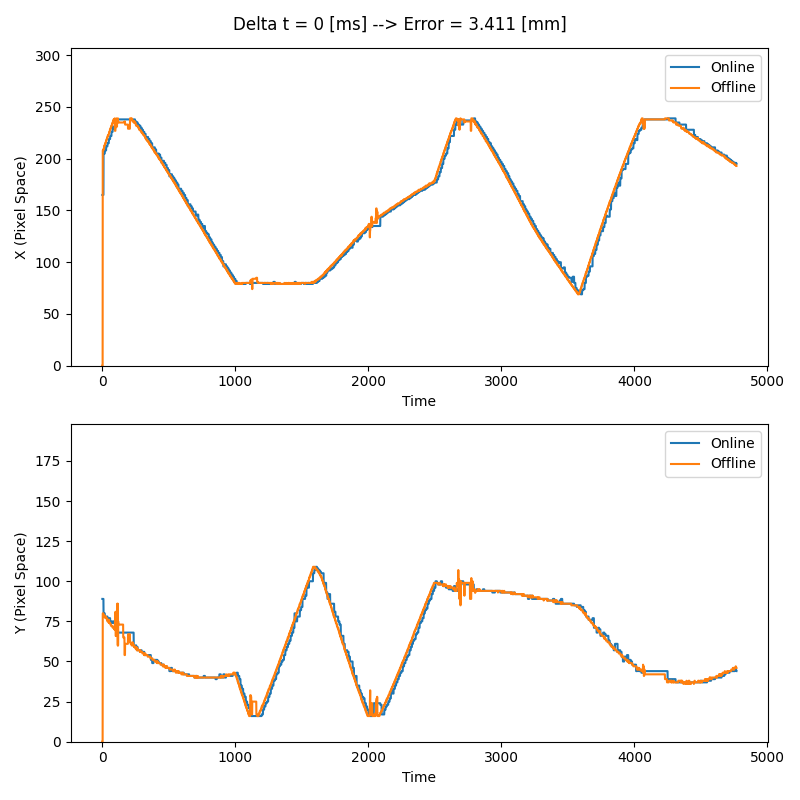 Delta t = 0 [ms] --> Error = 3.411 [mm]
300
250
200
150
100
50
0
X (Pixel Space)
Online
Offline
0 1000 2000 3000 4000 5000
Time
175
150
125
100
75
50
25
0
Y (Pixel Space)
Online
Offline
0 1000 2000 3000 4000 5000
Time